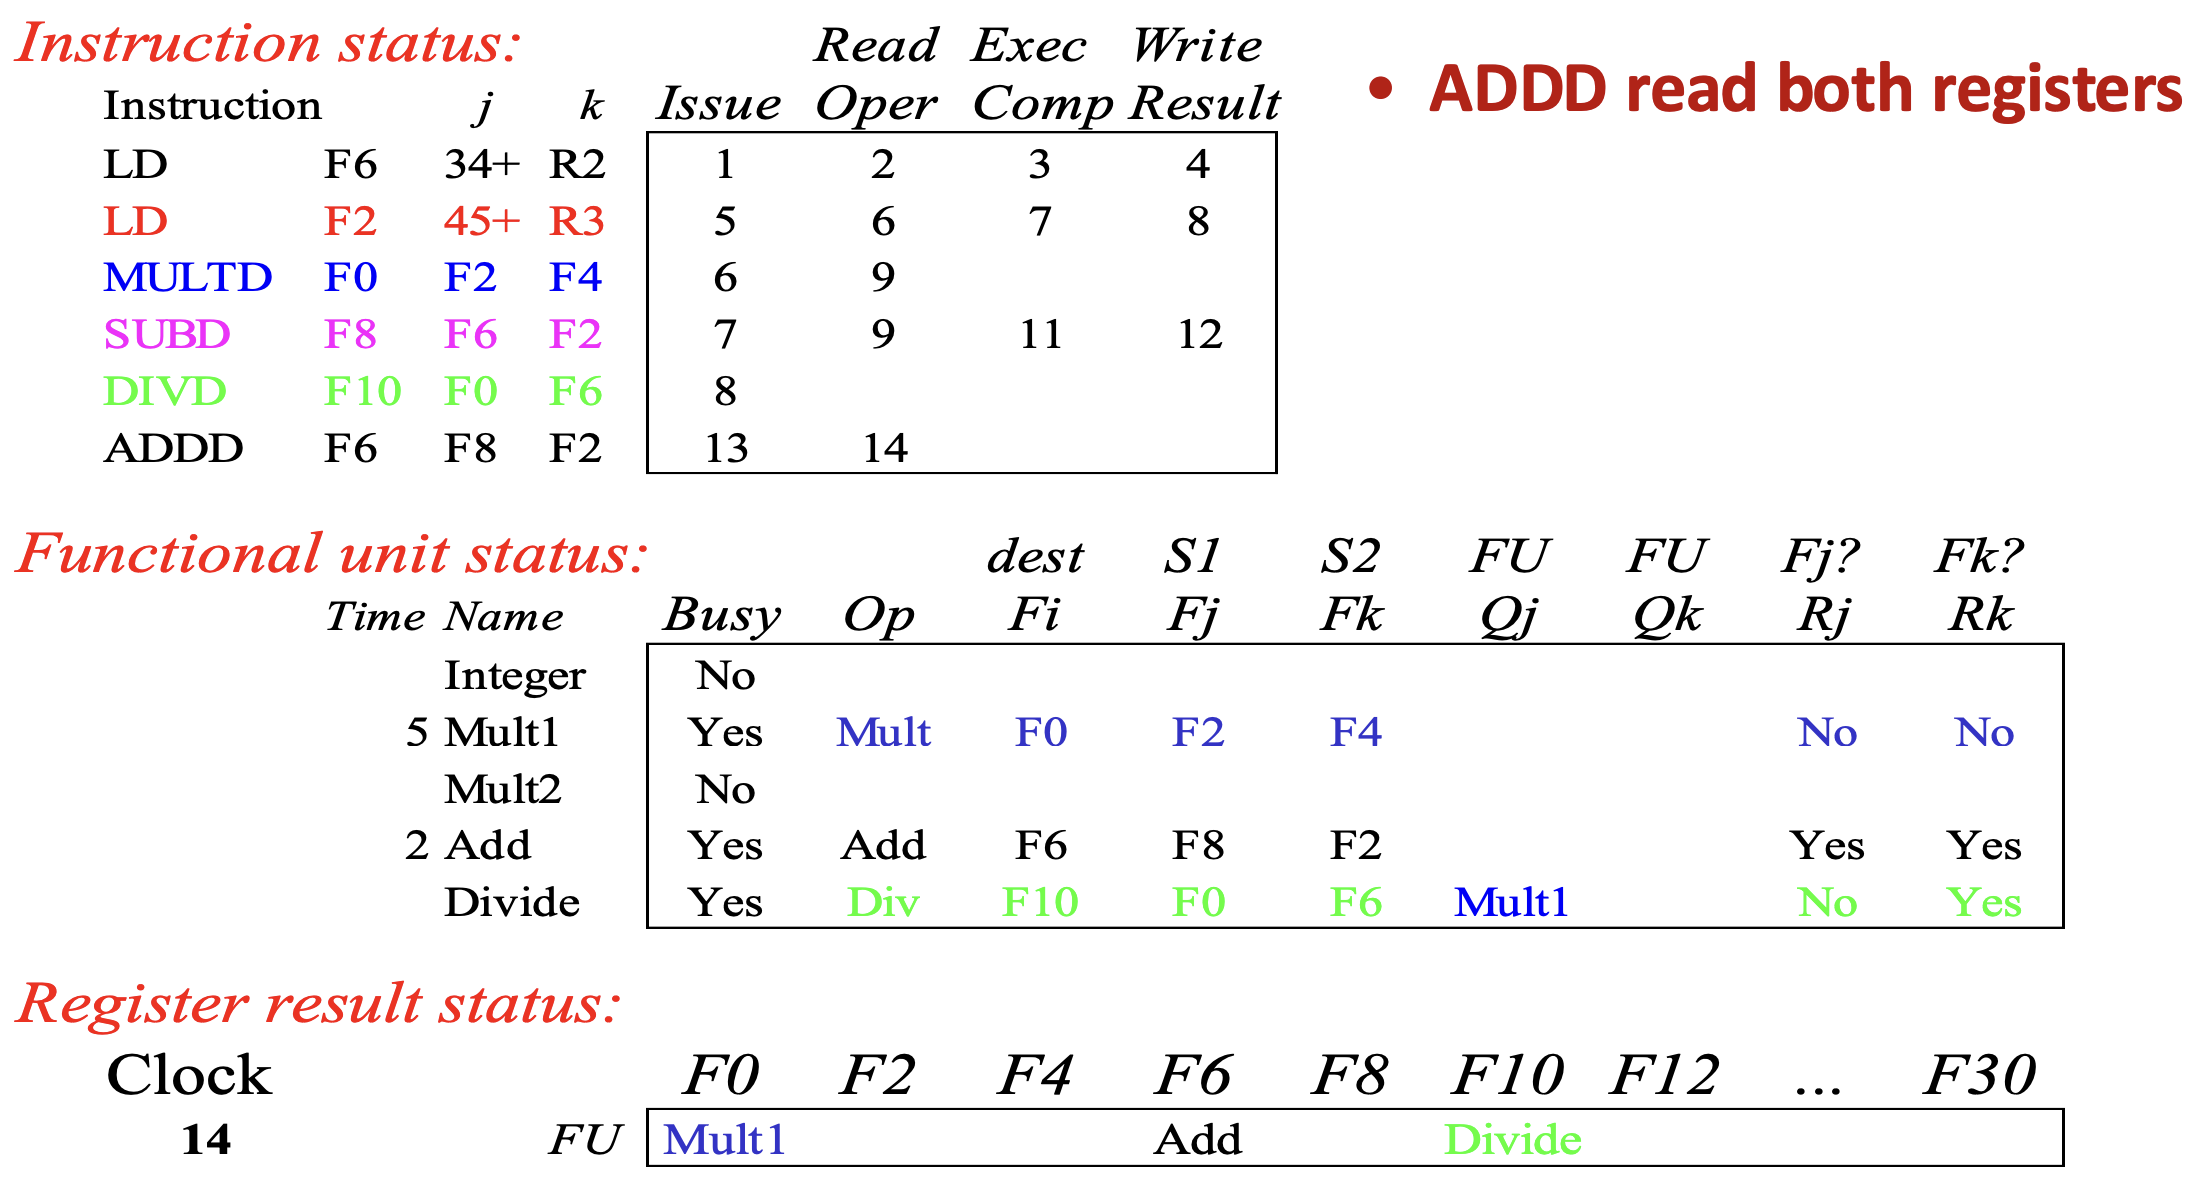 Instruction status: Read Exec Write
Instruction j k Issue Oper Comp Result
LD F6 34+ R2 1 2 3 4
LD F2 45+ R3 5 6 7 8
MULTD F0 F2 F4 6 9
SUBD F8 F6 F2 7 9 11 12
DIVD F10 F0 F6 8
ADDD F6 F8 F2 13 14
• ADDD read both registers
Functional unit status: dest S1 S2 FU FU Fj? Fk?
Time Name Busy Op Fi Fj Fk Qj Qk Rj Rk
Integer No
5 Mult1 Yes Mult F0 F2 F4 No No
Mult2 No
2 Add Yes Add F6 F8 F2 Yes Yes
Divide Yes Div F10 F0 F6 Mult1 No Yes
Register result status:
Clock F0 F2 F4 F6 F8 F10 F12 ... F30
14 FU Mult1 Add Divide